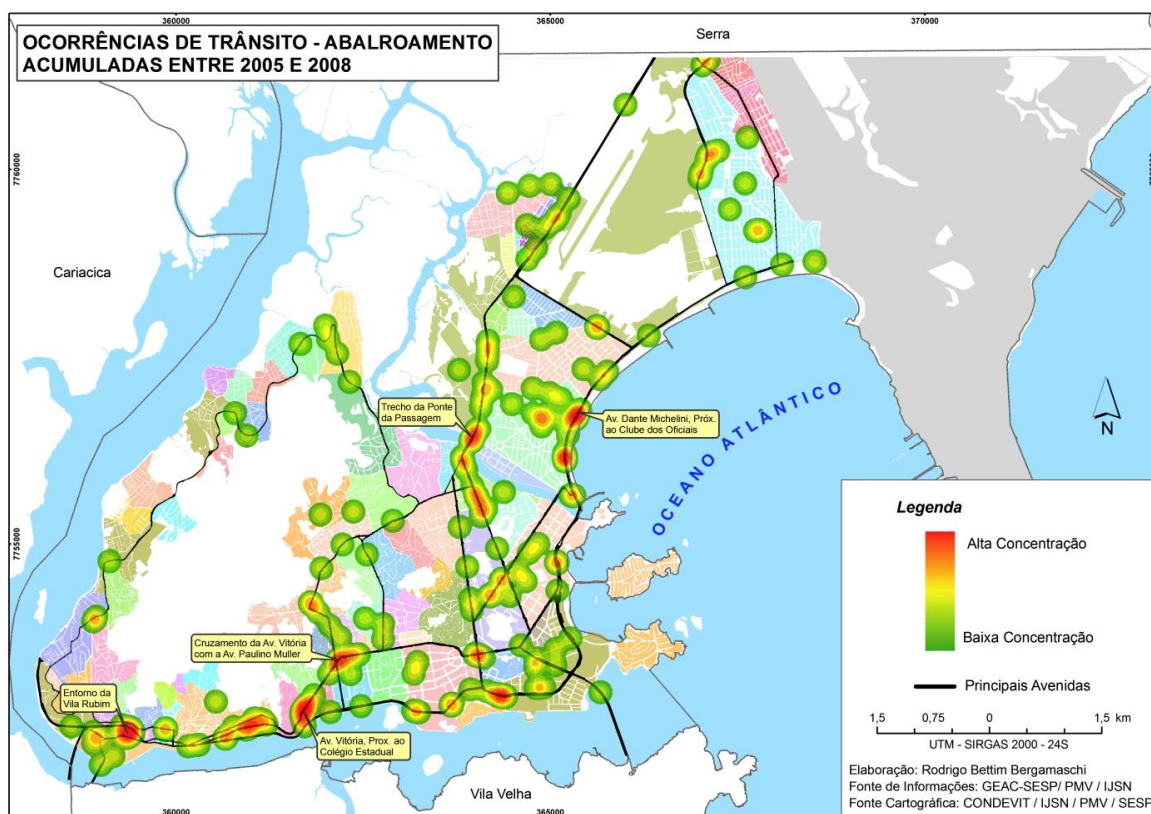 360000
365000
370000
Serra
OCORRÊNCIAS DE TRÂNSITO - ABALROAMENTO
ACUMULADAS ENTRE 2005 E 2008
7760000
Cariacica
Trecho da Ponte
da Passagem
Av. Dante Michelini, Próx.
ao Clube dos Oficiais
OCEANO ATLÂNTICO
N
7755000
Cruzamento da Av. Vitória
com a Av. Paulino Muller
Entorno da
Vila Rubim
Av. Vitória, Prox. ao
Colégio Estadual
Vila Velha
360000
365000
Legenda
Alta Concentração
Baixa Concentração
Principais Avenidas
1,5 0,75 0 1,5 km
UTM - SIRGAS 2000 - 24S
Elaboração: Rodrigo Bettim Bergamaschi
Fonte de Informações: GEAC-SESP/ PMV / IJSN
Fonte Cartográfica: CONDEVIT / IJSN / PMV / SESP